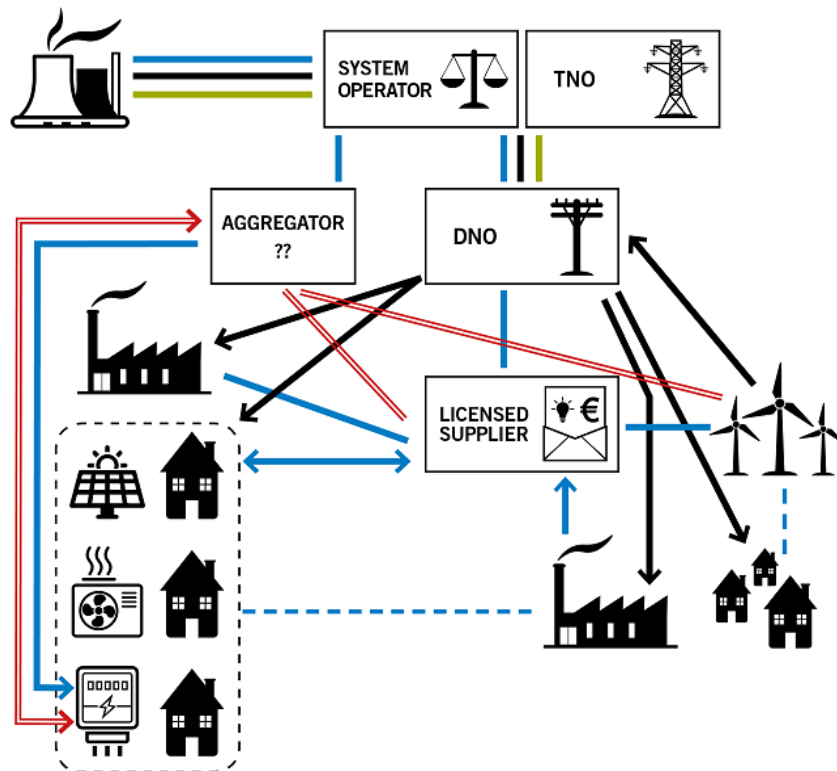 SYSTEM
OPERATOR
TNO
AGGREGATOR
??
DNO
LICENSED
SUPPLIER
€